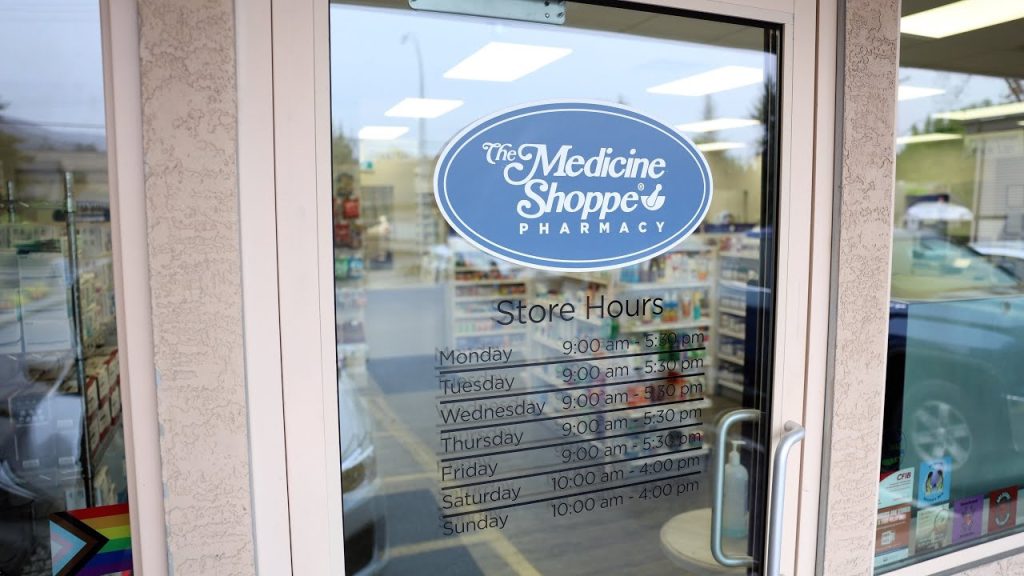 The Medicine
Shoppe®
PHARMACY
Store Hours
Monday 9:00 am - 5:30 pm
Tuesday 9:00 am - 5:30 pm
Wednesday 9:00 am - 5:30 pm
Thursday 9:00 am - 5:30 pm
Friday 9:00 am - 5:30 pm
Saturday 10:00 am - 4:00 pm
Sunday 10:00 am - 4:00 pm
CFIB